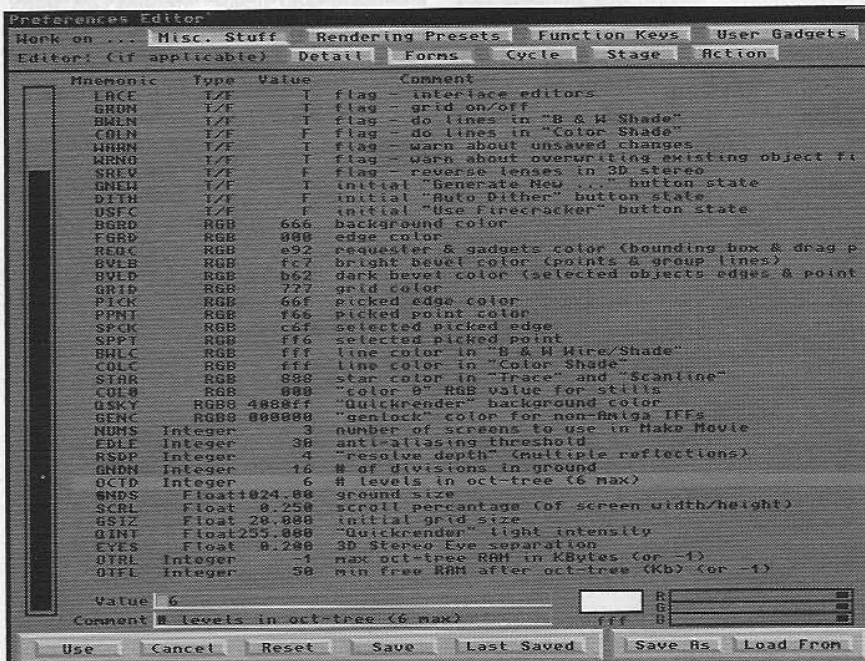 Preferences Editor
Work on ... Misc. Stuff Rendering Presets Function Keys User Gadgets
Editor: (if applicable) Detail Forms Cycle Stage Action
Mnemonic Type Value Comment
LACE T/F T flag - interlace editors
GRDN T/F T flag - grid on/off
BWLN T/F T flag - do lines in "B & W Shade"
COLN T/F F flag - do lines in "Color Shade"
WARN T/F T flag - warn about unsaved changes
WRNO T/F T flag - warn about overwriting existing object fi
SREV T/F F flag - reverse lenses in 3D stereo
GNEW T/F T initial "Generate New ..." button state
DITH T/F F initial "Auto Dither" button state
USFC T/F F initial "Use Firecracker" button state
BGRD RGB 666 background color
FGRD RGB 000 edge color
REQC RGB e92 requester & gadgets color (bounding box & drag p
BVLB RGB fc7 bright bevel color (points & group lines)
BVLD RGB b62 dark bevel color (selected objects edges & point
GRID RGB 777 grid color
PICK RGB 66f picked edge color
PPNT RGB f66 picked point color
SPCK RGB c6f selected picked edge
SPPT RGB ff6 selected picked point
BWLC RGB fff line color in "B & W Wire/Shade"
COLC RGB fff line color in "Color Shade"
STAR RGB 888 star color in "Trace" and "Scanline"
COL0 RGB 000 "color 0" RGB value for stills
QSKY RGB8 4080ff "Quickrender" background color
GENC RGB8 000000 "genlock" color for non-Amiga IFFs
NUMS Integer 3 number of screens to use in Make Movie
EDLE Integer 30 anti-aliasing threshold
RSDP Integer 4 "resolve depth" (multiple reflections)
GNDN Integer 16 # of divisions in ground
OCTD Integer 6 # levels in oct-tree (6 max)
GNDS Float 1024.00 ground size
SCRL Float 0.250 scroll percentage (of screen width/height)
GSIZ Float 20.000 initial grid size
QINT Float 255.000 "Quickrender" light intensity
EYES Float 0.200 3D Stereo Eye separation
OTRL Integer -1 max oct-tree RAM in KBytes (or -1)
OTFL Integer 50 min free RAM after oct-tree (Kb) (or -1)
Value 6
Comment # levels in oct-tree (6 max)
fff
R
G
B
Use Cancel Reset Save Last Saved Save As Load From